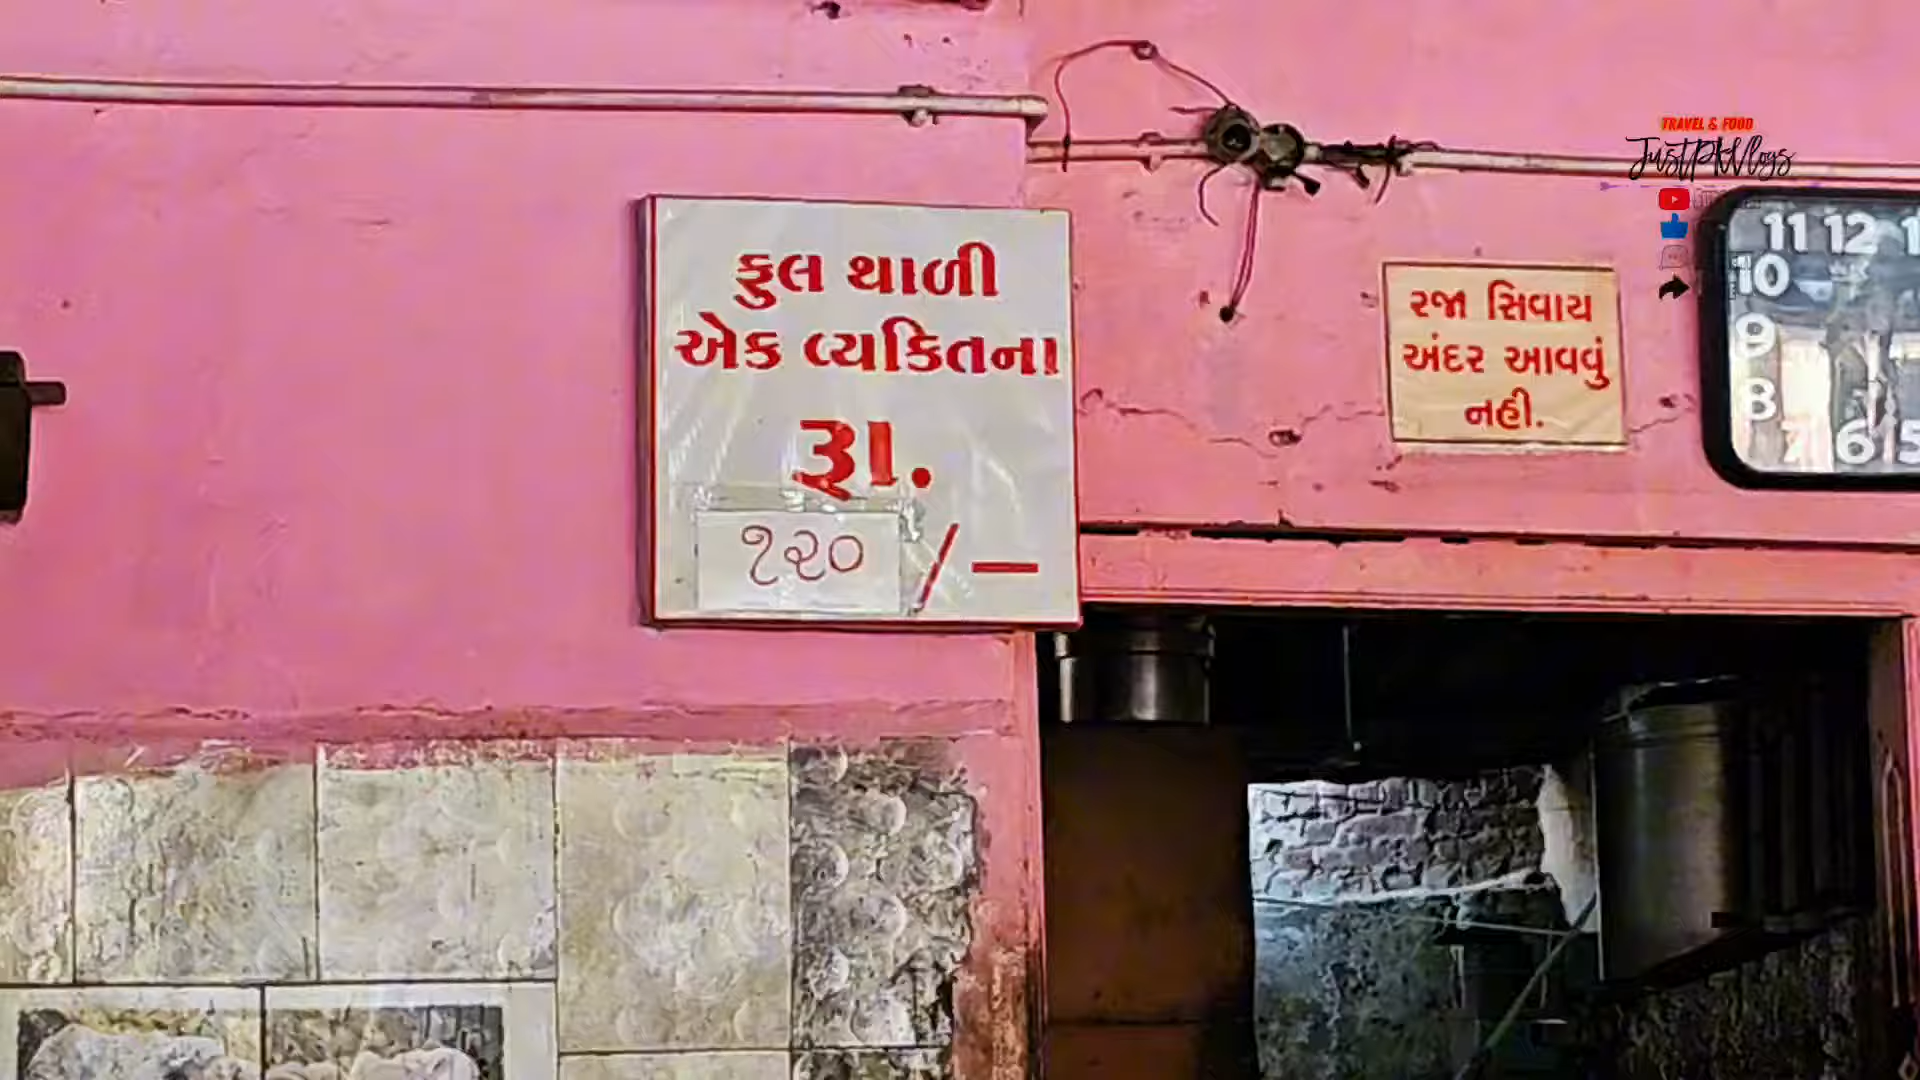 ફુલ થાળી
એક વ્યકિતના
રૂા.
૧૨૦ /–
રજા સિવાય
અંદર આવવું
નહી.
TRAVEL & FOOD
JustPKVlogs
11 12 1
10
9
8
7 6 5